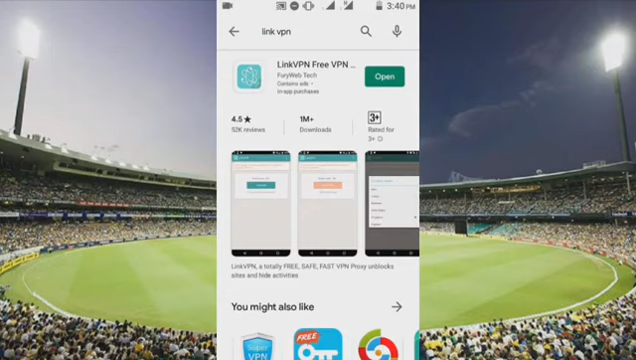 3:40PM
link vpn
LinkVPN Free VPN ...
FuryWeb Tech
Contains ads •
in-app purchases
Open
4.5★
52K reviews
1M+
Downloads
3+
Rated for
3+
LinkVPN, a totally FREE, SAFE, FAST VPN Proxy unblocks
sites and hide activities
You might also like
FREE
VPN